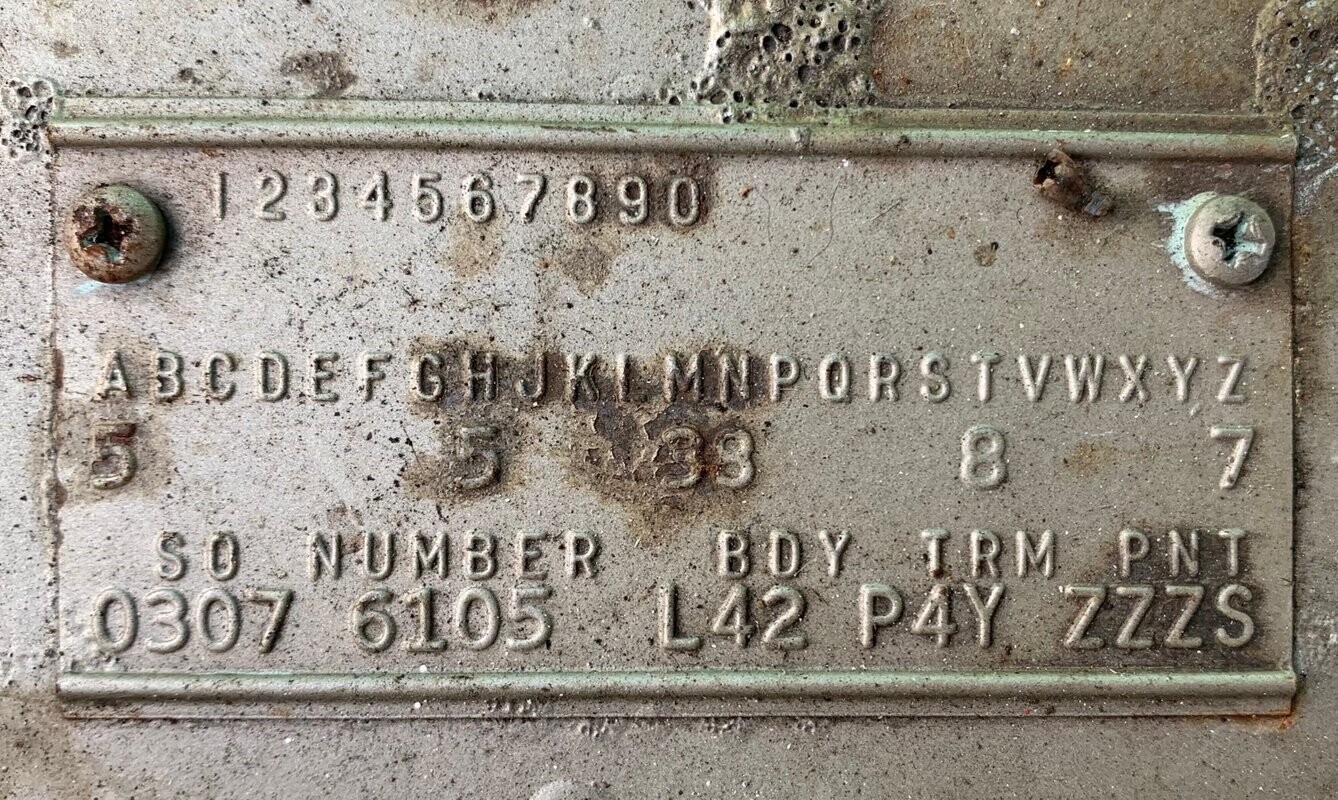 1234567890
ABCDEFGHJKLMNPQRSTVWXYZ
5 5 33 8 7
SO NUMBER BDY TRM PNT
0307 6105 L42 P4Y ZZZS